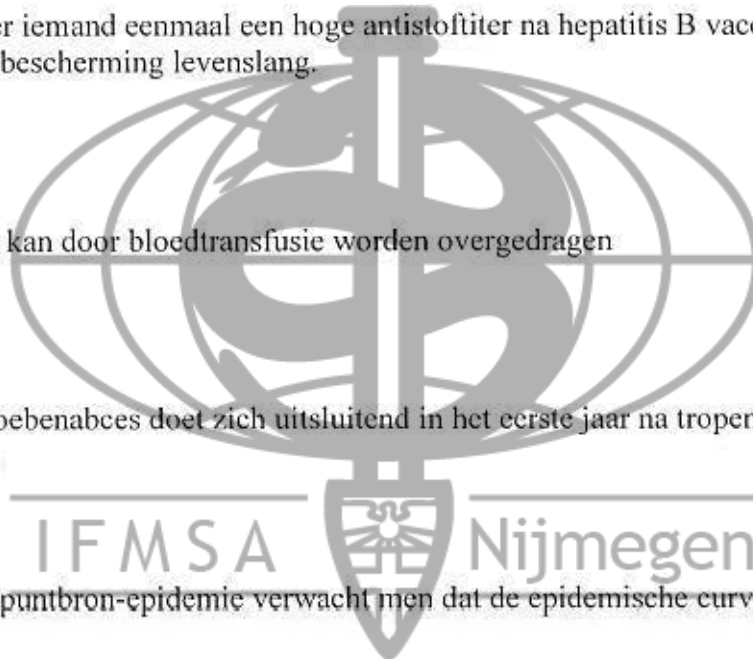 er iemand eenmaal een hoge antistoftiter na hepatitis B vacc
bescherming levenslang.
kan door bloedtransfusie worden overgedragen
oebenabces doet zich uitsluitend in het eerste jaar na tropen
IFMSA Nijmegen
puntbron-epidemie verwacht men dat de epidemische curv